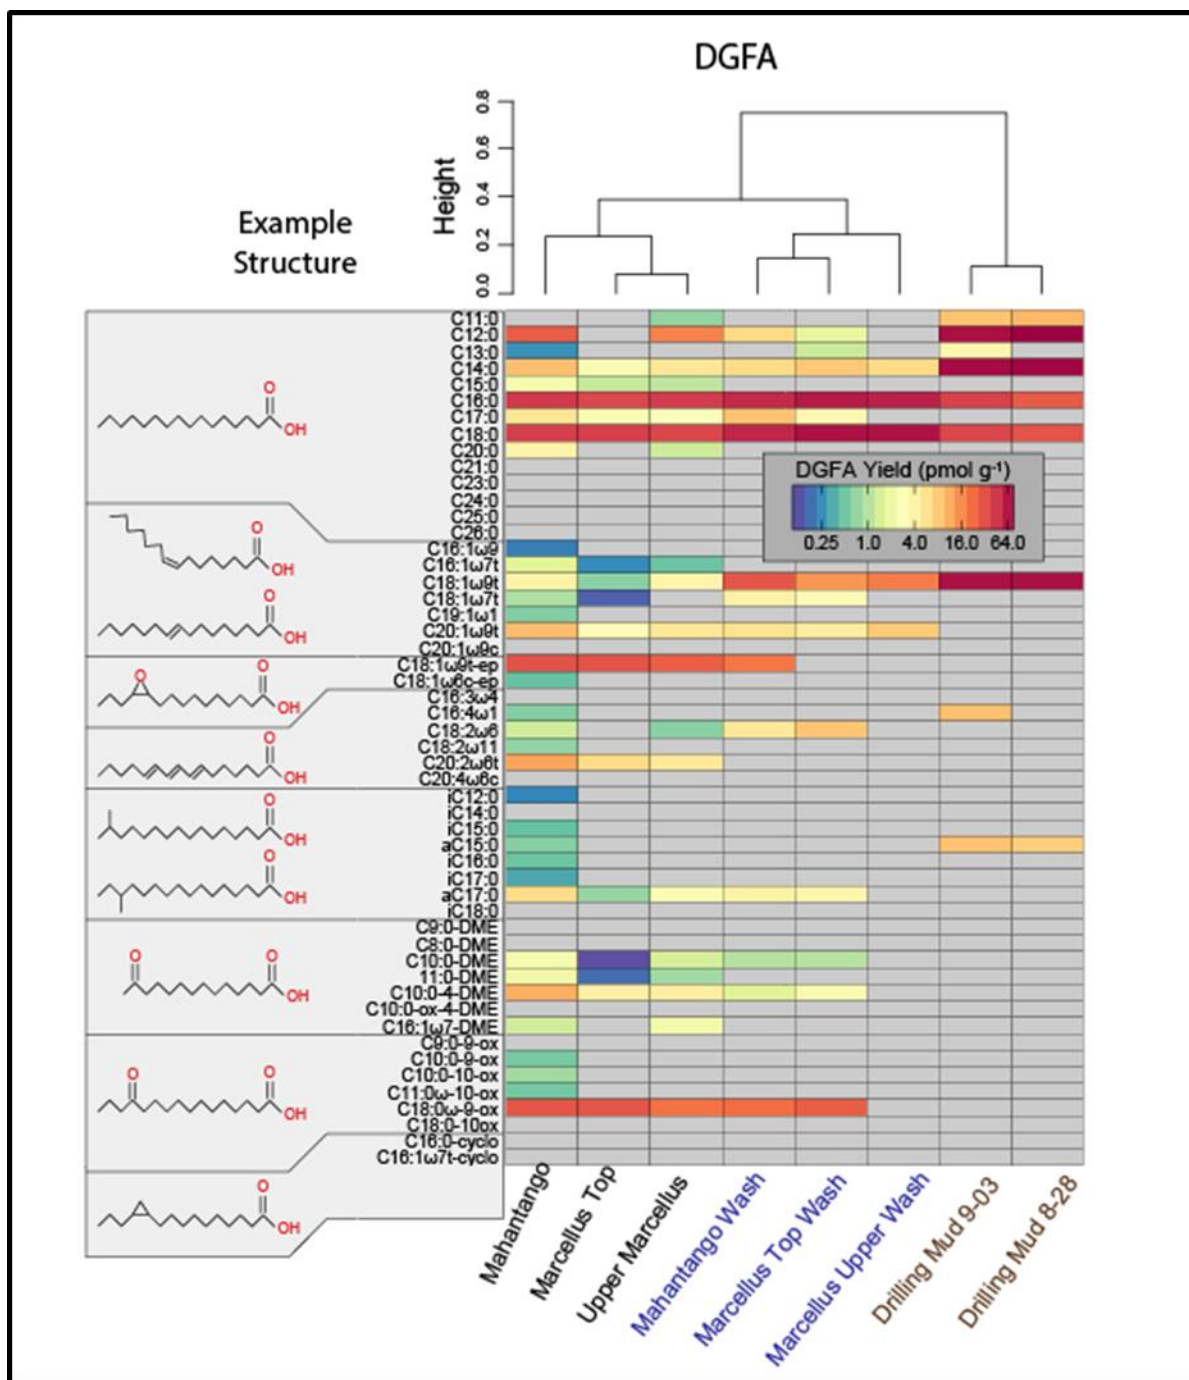 DGFA
Height
0.0
0.2
0.4
0.6
0.8
Example
Structure
C11:0
C12:0
C13:0
C14:0
C15:0
C16:0
C17:0
C18:0
C20:0
C21:0
C23:0
C24:0
C25:0
C26:0
C16:1ω9
C16:1ω7t
C18:1ω9t
C18:1ω7t
C19:1ω1
C20:1ω9t
C20:1ω9c
C18:1ω9t-ep
C18:1ω6c-ep
C16:3ω4
C16:4ω1
C18:2ω6
C18:2ω11
C20:2ω6t
C20:4ω6c
iC12:0
iC14:0
iC15:0
aC15:0
iC16:0
iC17:0
aC17:0
iC18:0
C9:0-DME
C8:0-DME
C10:0-DME
11:0-DME
C10:0-4-DME
C10:0-ox-4-DME
C16:1ω7-DME
C9:0-9-ox
C10:0-9-ox
C10:0-10-ox
C11:0ω-10-ox
C18:0ω-9-ox
C18:0-10ox
C16:0-cyclo
C16:1ω7t-cyclo
O
OH
O
OH
O
OH
O
O
OH
O
OH
O
OH
O
OH
O
O
OH
O
O
OH
O
OH
DGFA Yield (pmol g⁻¹)
0.25 1.0 4.0 16.0 64.0
Mahantango
Marcellus Top
Upper Marcellus
Mahantango Wash
Marcellus Top Wash
Marcellus Upper Wash
Drilling Mud 9-03
Drilling Mud 8-28